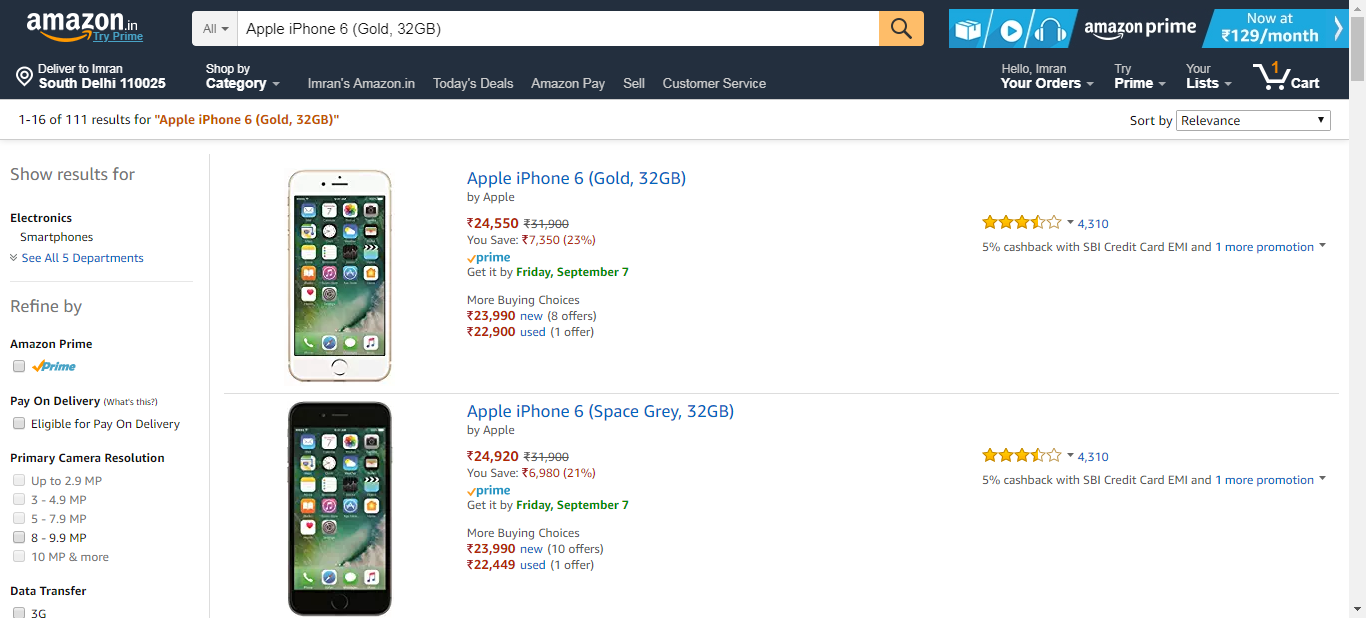 amazon.in
Try Prime
All
Apple iPhone 6 (Gold, 32GB)
amazon prime
Now at
₹129/month
Deliver to Imran
South Delhi 110025
Shop by
Category
Imran's Amazon.in
Today's Deals
Amazon Pay
Sell
Customer Service
Hello, Imran
Your Orders
Try
Prime
Your
Lists
1
Cart
1-16 of 111 results for "Apple iPhone 6 (Gold, 32GB)"
Sort by Relevance
Show results for
Electronics
Smartphones
See All 5 Departments
Refine by
Amazon Prime
Prime
Pay On Delivery (What's this?)
Eligible for Pay On Delivery
Primary Camera Resolution
Up to 2.9 MP
3 - 4.9 MP
5 - 7.9 MP
8 - 9.9 MP
10 MP & more
Data Transfer
3G
Apple iPhone 6 (Gold, 32GB)
by Apple
₹24,550 ₹31,900
You Save: ₹7,350 (23%)
prime
Get it by Friday, September 7
More Buying Choices
₹23,990 new (8 offers)
₹22,900 used (1 offer)
4,310
5% cashback with SBI Credit Card EMI and 1 more promotion
Apple iPhone 6 (Space Grey, 32GB)
by Apple
₹24,920 ₹31,900
You Save: ₹6,980 (21%)
prime
Get it by Friday, September 7
More Buying Choices
₹23,990 new (10 offers)
₹22,449 used (1 offer)
4,310
5% cashback with SBI Credit Card EMI and 1 more promotion